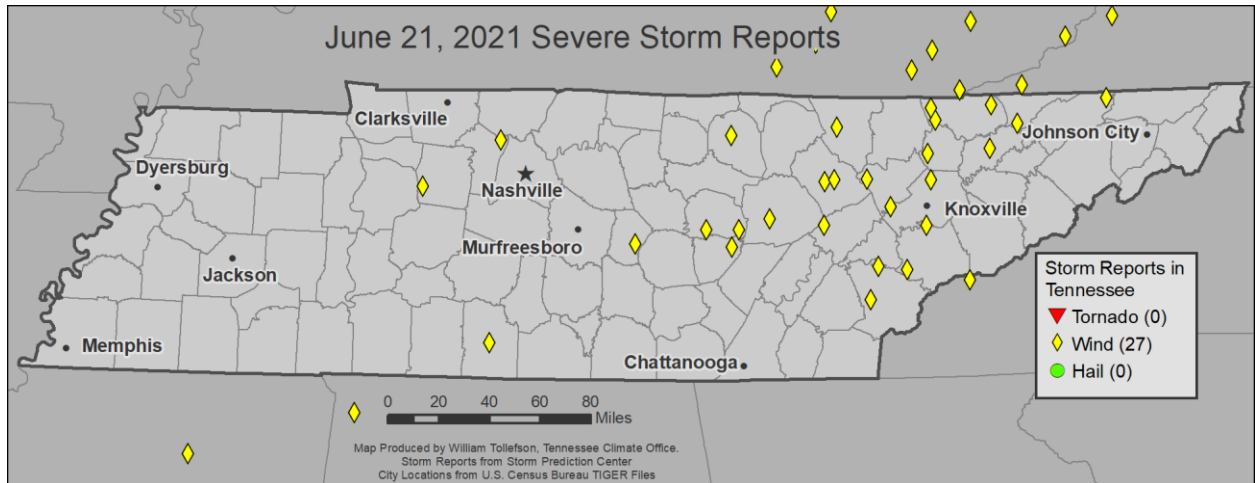 June 21, 2021 Severe Storm Reports
Clarksville
Johnson City
Dyersburg
Nashville
Knoxville
Murfreesboro
Jackson
Storm Reports in
Tennessee
Tornado (0)
Wind (27)
Hail (0)
Memphis
Chattanooga
0 20 40 60 80
Miles
Map Produced by William Tollefson, Tennessee Climate Office.
Storm Reports from Storm Prediction Center
City Locations from U.S. Census Bureau TIGER Files